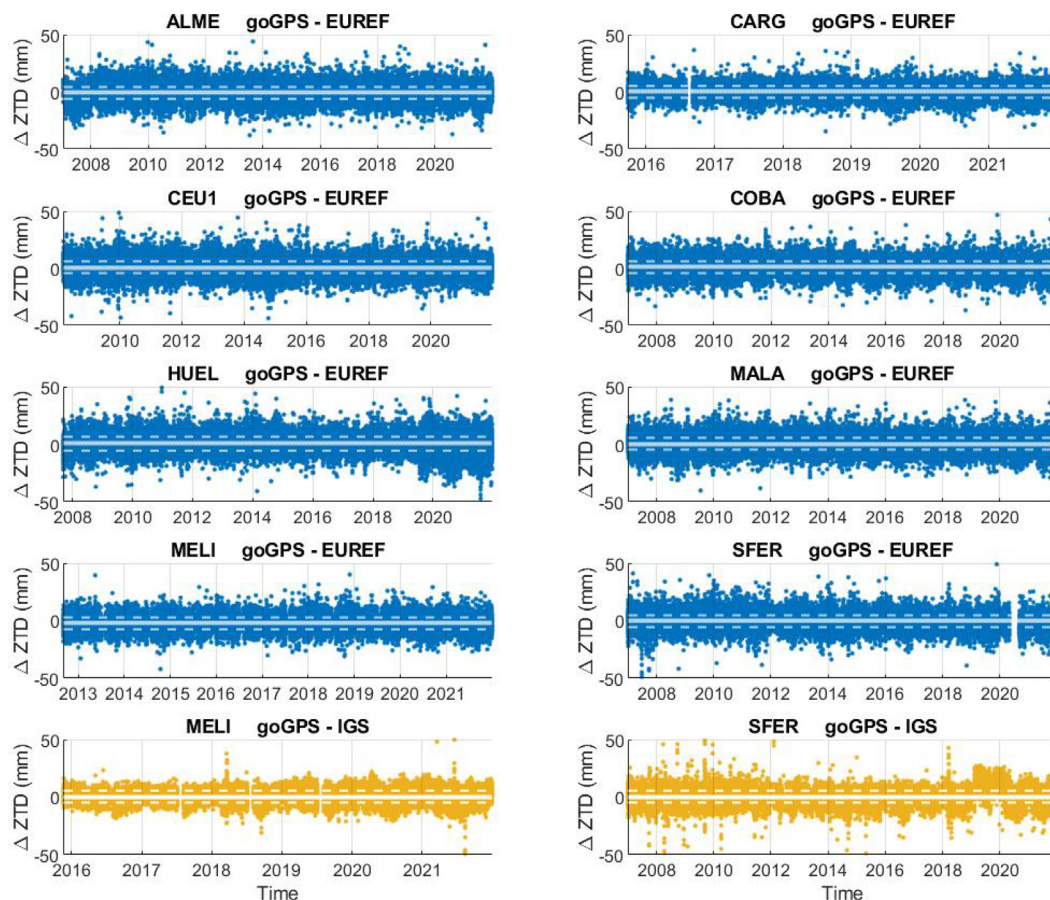 ALME goGPS - EUREF
Δ ZTD (mm)
50
0
-50
2008 2010 2012 2014 2016 2018 2020
CARG goGPS - EUREF
Δ ZTD (mm)
50
0
-50
2016 2017 2018 2019 2020 2021
CEU1 goGPS - EUREF
Δ ZTD (mm)
50
0
-50
2010 2012 2014 2016 2018 2020
COBA goGPS - EUREF
Δ ZTD (mm)
50
0
-50
2008 2010 2012 2014 2016 2018 2020
HUEL goGPS - EUREF
Δ ZTD (mm)
50
0
-50
2008 2010 2012 2014 2016 2018 2020
MALA goGPS - EUREF
Δ ZTD (mm)
50
0
-50
2008 2010 2012 2014 2016 2018 2020
MELI goGPS - EUREF
Δ ZTD (mm)
50
0
-50
2013 2014 2015 2016 2017 2018 2019 2020 2021
SFER goGPS - EUREF
Δ ZTD (mm)
50
0
-50
2008 2010 2012 2014 2016 2018 2020
MELI goGPS - IGS
Δ ZTD (mm)
50
0
-50
2016 2017 2018 2019 2020 2021
Time
SFER goGPS - IGS
Δ ZTD (mm)
50
0
-50
2008 2010 2012 2014 2016 2018 2020
Time